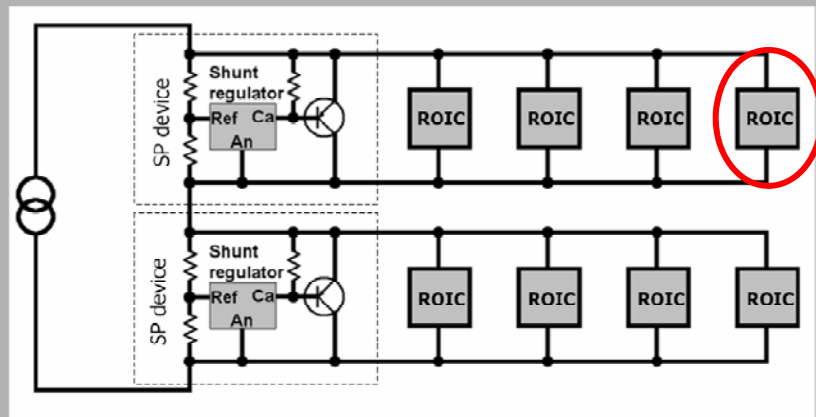 SP device
Shunt
regulator
Ref Ca
An
ROIC ROIC ROIC ROIC
SP device
Shunt
regulator
Ref Ca
An
ROIC ROIC ROIC ROIC